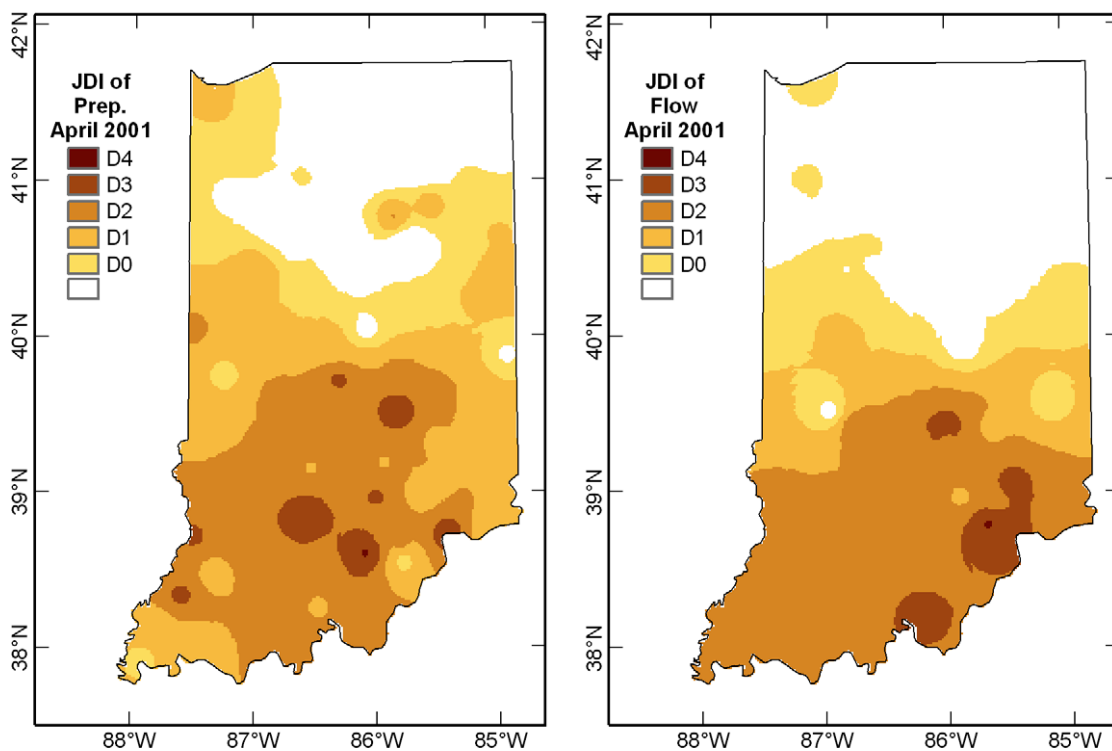 42°N
41°N
40°N
39°N
38°N
JDI of
Prep.
April 2001
D4
D3
D2
D1
D0
88°W
87°W
86°W
85°W
42°N
41°N
40°N
39°N
38°N
JDI of
Flow
April 2001
D4
D3
D2
D1
D0
88°W
87°W
86°W
85°W